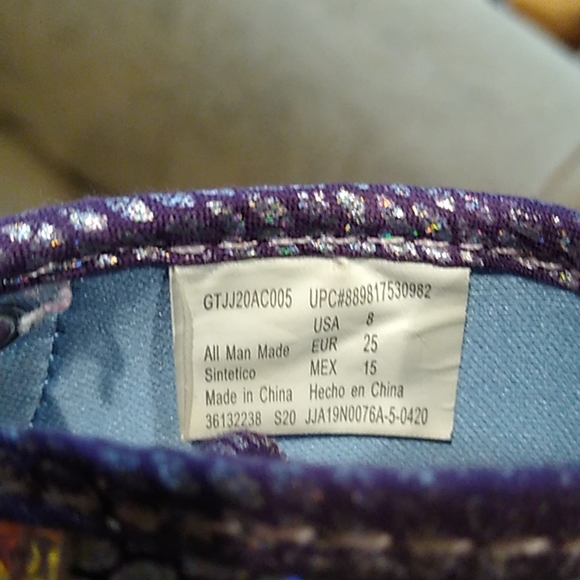 GTJJ20AC005 UPC#889817530982
USA 8
All Man Made EUR 25
Sintetico MEX 15
Made in China Hecho en China
36132238 S20 JJA19N0076A-5-0420